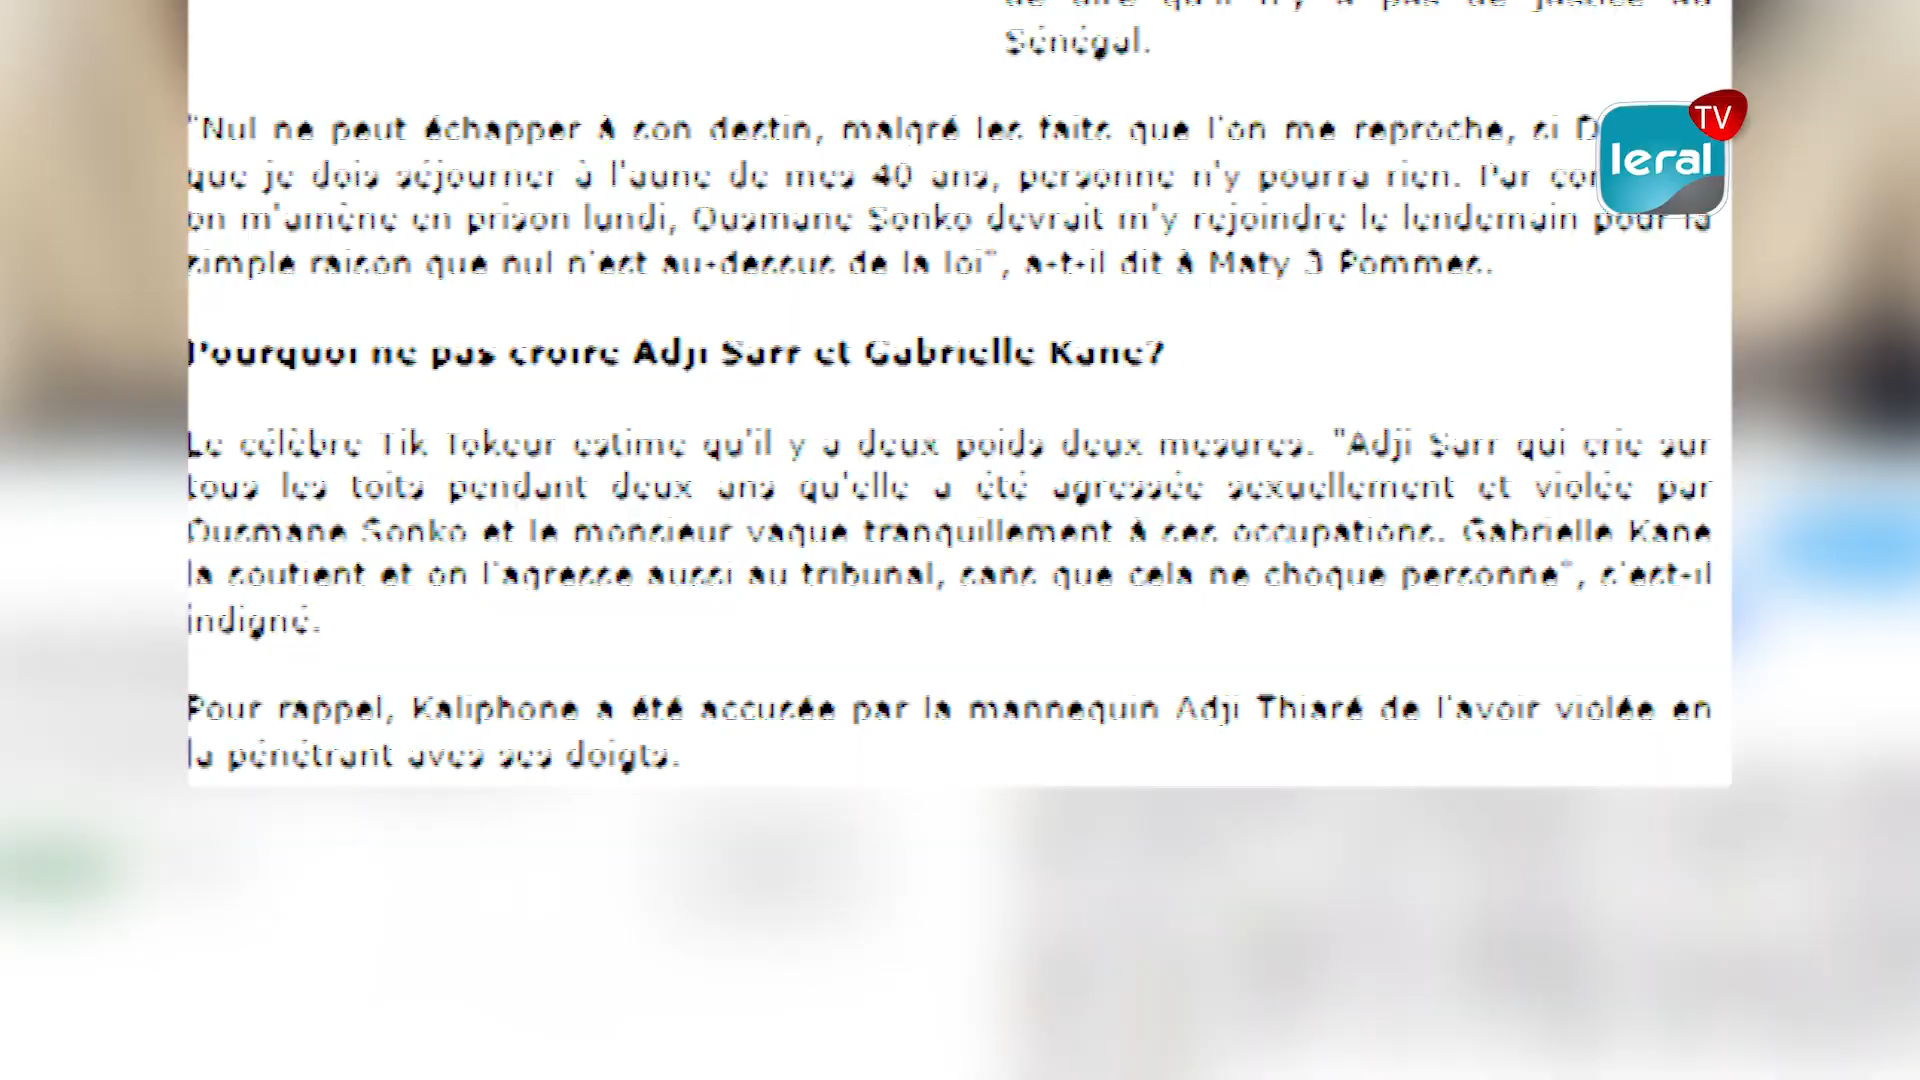 Sénégal.
"Nul ne peut échapper à son destin, malgré les faits que l'on me reproche, si
que je dois séjourner à l'aune de mes 40 ans, personne n'y pourra rien. Par
on m'amène en prison lundi, Ousmane Sonko devrait m'y rejoindre le lendemain pour la
simple raison que nul n'est au-dessus de la loi", a-t-il dit à Maty 3 Pommes.
Pourquoi ne pas croire Adji Sarr et Gabrielle Kane?
Le célèbre Tik Tokeur estime qu'il y a deux poids deux mesures. "Adji Sarr qui crie sur
tous les toits pendant deux ans qu'elle a été agressée sexuellement et violée par
Ousmane Sonko et le monsieur vaque tranquillement à ses occupations. Gabrielle Kane
la soutient et on l'agresse aussi au tribunal, sans que cela ne choque personne", s'est-il
indigné.
Pour rappel, Kaliphone a été accusée par la mannequin Adji Thiaré de l'avoir violée en
la pénétrant aves ses doigts.
TV
leral